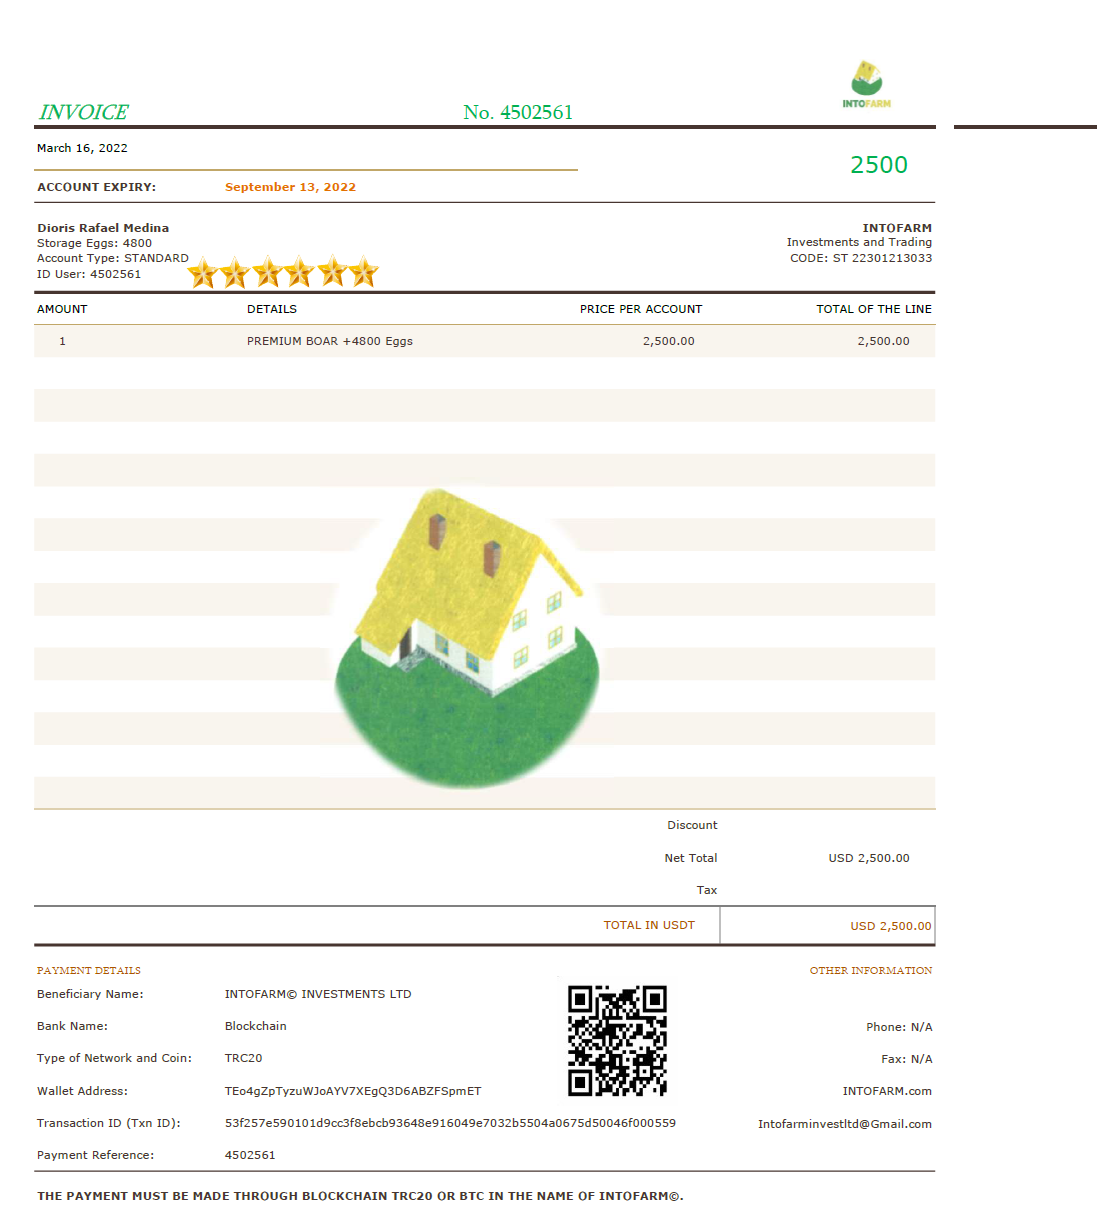 INTOFARM
INVOICE No. 4502561
March 16, 2022
2500
ACCOUNT EXPIRY: September 13, 2022
Dioris Rafael Medina INTOFARM
Storage Eggs: 4800 Investments and Trading
Account Type: STANDARD CODE: ST 22301213033
ID User: 4502561
AMOUNT DETAILS PRICE PER ACCOUNT TOTAL OF THE LINE
1 PREMIUM BOAR +4800 Eggs 2,500.00 2,500.00
Discount
Net Total USD 2,500.00
Tax
TOTAL IN USDT USD 2,500.00
PAYMENT DETAILS OTHER INFORMATION
Beneficiary Name: INTOFARM© INVESTMENTS LTD
Bank Name: Blockchain Phone: N/A
Type of Network and Coin: TRC20 Fax: N/A
Wallet Address: TEo4gZpTyzuWJoAYV7XEgQ3D6ABZFSpmET INTOFARM.com
Transaction ID (Txn ID): 53f257e590101d9cc3f8ebcb93648e916049e7032b5504a0675d50046f000559 Intofarminvestltd@Gmail.com
Payment Reference: 4502561
THE PAYMENT MUST BE MADE THROUGH BLOCKCHAIN TRC20 OR BTC IN THE NAME OF INTOFARM©.